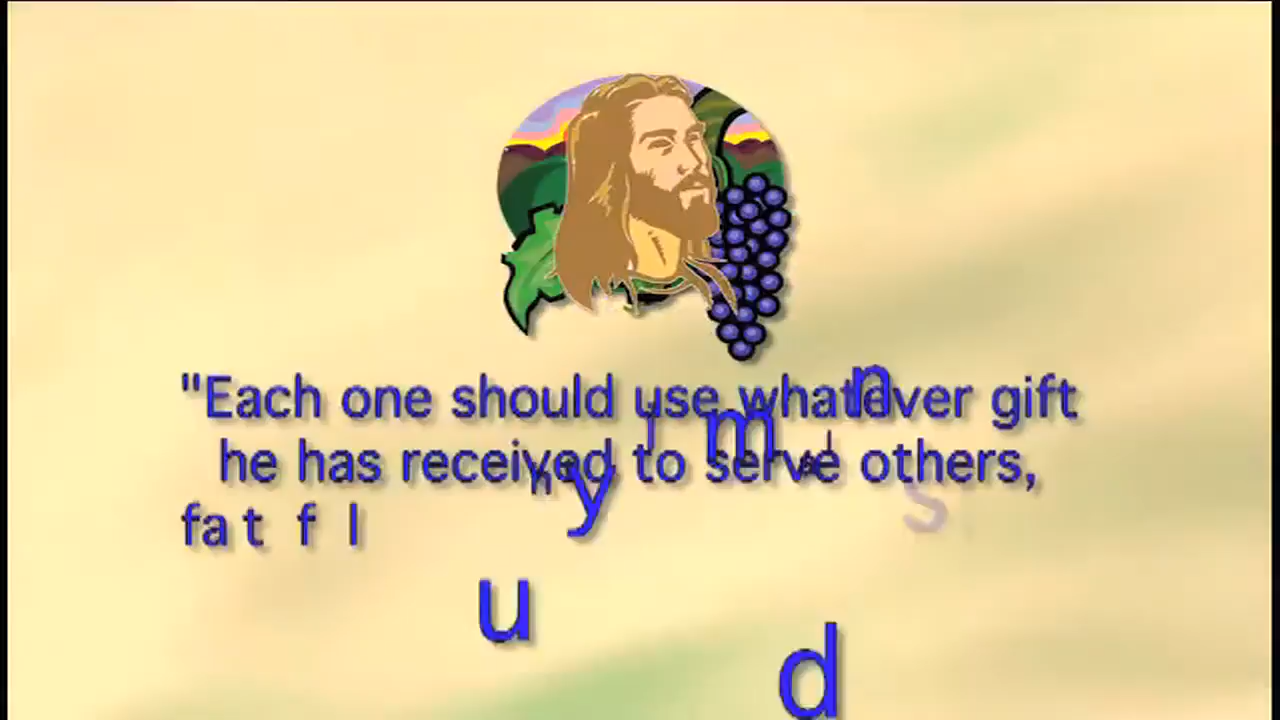 "Each one should use whatever gift
he has received to serve others,
fa t f l
u
y
m
n
s
d